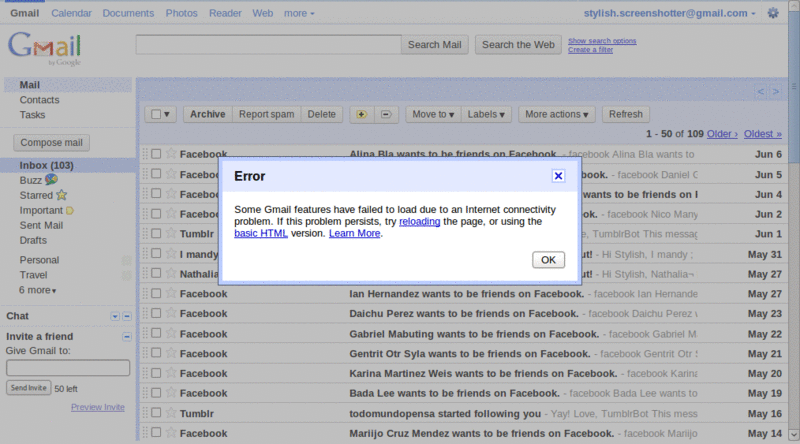 Gmail Calendar Documents Photos Reader Web more stylish.screenshotter@gmail.com
Gmail
by Google
Search Mail Search the Web Show search options
Create a filter
Mail
Contacts
Tasks
Compose mail
Inbox (103)
Buzz
Starred
Important
Sent Mail
Drafts
Personal
Travel
6 more
Chat
Invite a friend
Give Gmail to:
Send Invite 50 left
Preview Invite
< >
Archive Report spam Delete Move to Labels More actions Refresh
1 - 50 of 109 Older › Oldest »
Facebook Alina Bla wants to be friends on Facebook. - facebook Alina Bla wants to Jun 6
Facebook - facebook Daniel Jun 5
Facebook wants to be friends on F Jun 4
Facebook - facebook Nico Many Jun 2
Tumblr - Love, TumblrBot This messag Jun 1
I mandy - Hi Stylish, I mandy ; May 31
Nathalia - Hi Stylish, Nathalia¬ May 27
Facebook Ian Hernandez wants to be friends on Facebook. - facebook Ian Hernande May 27
Facebook Daichu Perez wants to be friends on Facebook. - facebook Daichu Perez v May 23
Facebook Gabriel Mabuting wants to be friends on Facebook. - facebook Gabriel M May 22
Facebook Gentrit Otr Syla wants to be friends on Facebook. - facebook Gentrit Otr S May 21
Facebook Karina Martinez Weis wants to be friends on Facebook. - facebook Karina May 20
Facebook Bada Lee wants to be friends on Facebook. - facebook Bada Lee wants to May 19
Tumblr todomundopensa started following you - Yay! Love, TumblrBot This mess May 16
Facebook Mariijo Cruz Mendez wants to be friends on Facebook. - facebook Mariijo May 14
Error
Some Gmail features have failed to load due to an Internet connectivity
problem. If this problem persists, try reloading the page, or using the
basic HTML version. Learn More.
OK